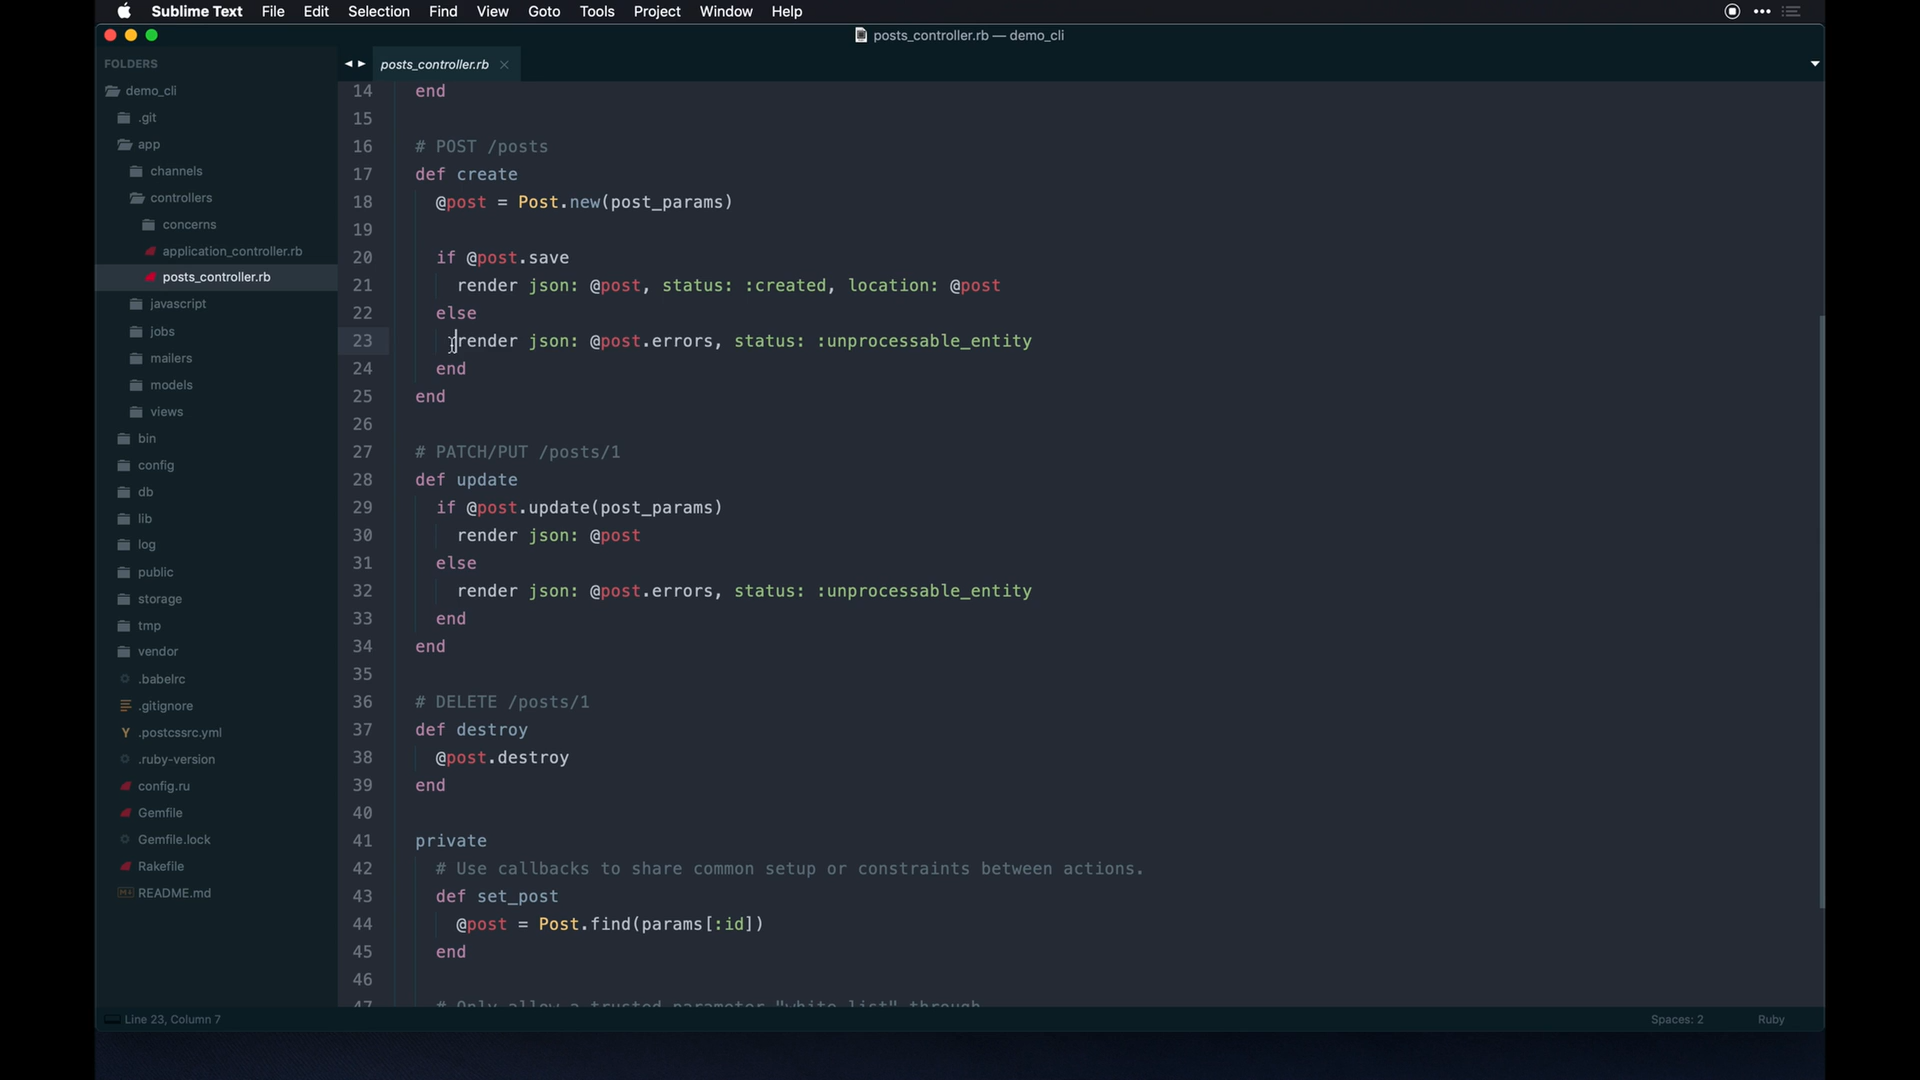 Sublime Text File Edit Selection Find View Goto Tools Project Window Help
posts_controller.rb — demo_cli
FOLDERS
demo_cli
.git
app
channels
controllers
concerns
application_controller.rb
posts_controller.rb
javascript
jobs
mailers
models
views
bin
config
db
lib
log
public
storage
tmp
vendor
.babelrc
.gitignore
Y .postcssrc.yml
.ruby-version
config.ru
Gemfile
Gemfile.lock
Rakefile
README.md
posts_controller.rb
14 end
15
16 # POST /posts
17 def create
18 @post = Post.new(post_params)
19
20 if @post.save
21 render json: @post, status: :created, location: @post
22 else
23 render json: @post.errors, status: :unprocessable_entity
24 end
25 end
26
27 # PATCH/PUT /posts/1
28 def update
29 if @post.update(post_params)
30 render json: @post
31 else
32 render json: @post.errors, status: :unprocessable_entity
33 end
34 end
35
36 # DELETE /posts/1
37 def destroy
38 @post.destroy
39 end
40
41 private
42 # Use callbacks to share common setup or constraints between actions.
43 def set_post
44 @post = Post.find(params[:id])
45 end
46
47 # Only allow a trusted parameter "white list" through
Line 23, Column 7
Spaces: 2 Ruby